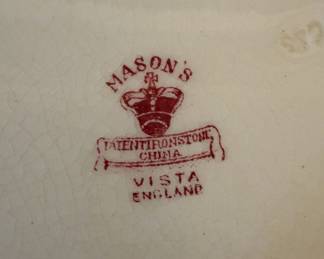 MASON'S
PATENT IRONSTONE
CHINA
VISTA
ENGLAND